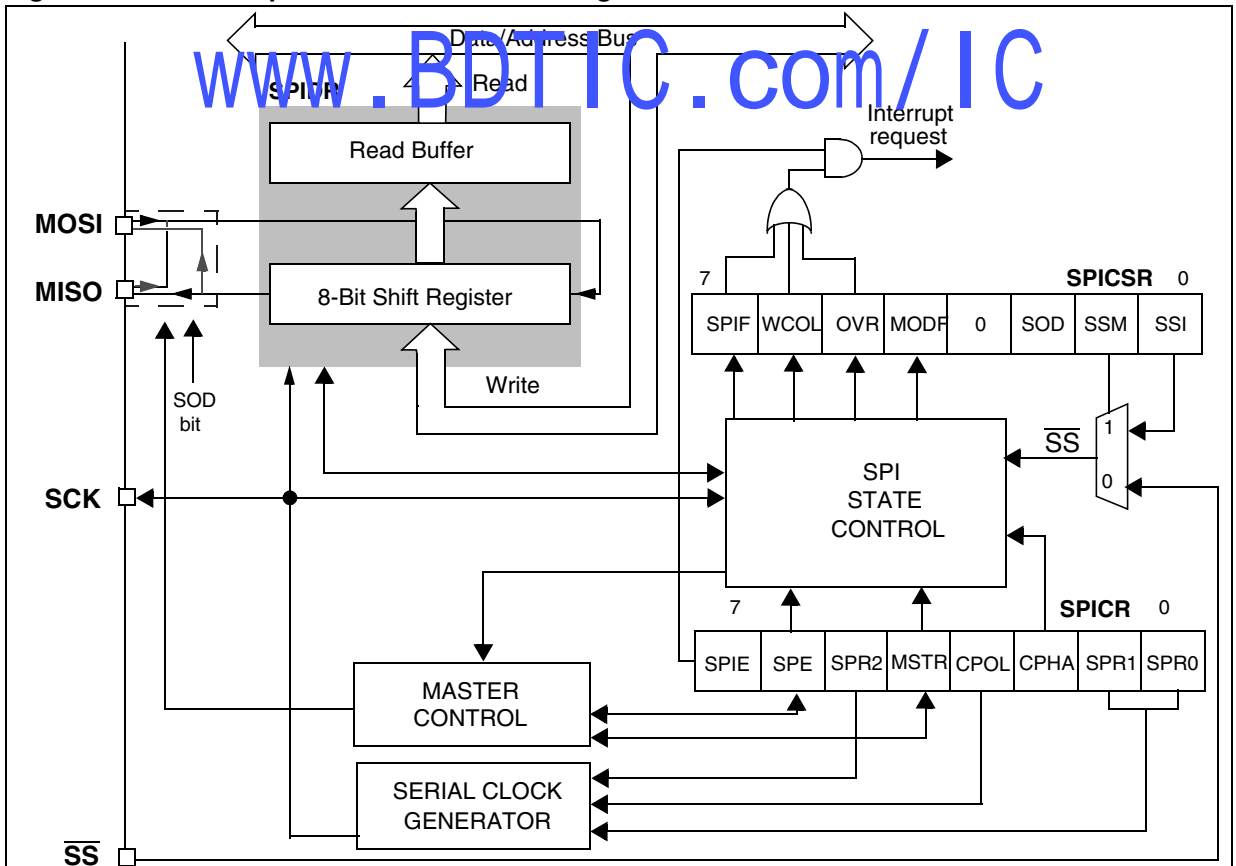 Data/Address Bus
www.BDTIC.com/IC
SPIDR
Read
Interrupt
request
Read Buffer
MOSI
MISO
8-Bit Shift Register
7
SPICSR
0
SPIF
WCOL
OVR
MODF
0
SOD
SSM
SSI
Write
SOD
bit
1
SS
0
SPI
STATE
CONTROL
SCK
7
SPICR
0
SPIE
SPE
SPR2
MSTR
CPOL
CPHA
SPR1
SPR0
MASTER
CONTROL
SERIAL CLOCK
GENERATOR
SS